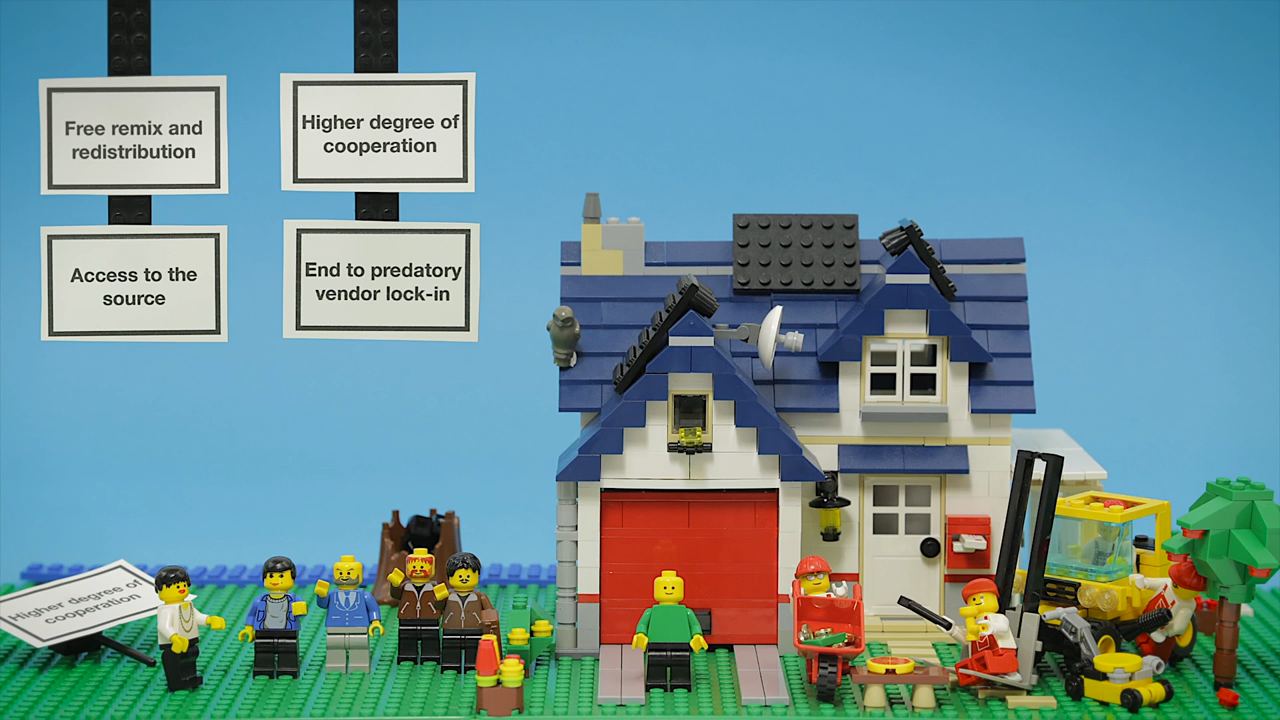 Free remix and
redistribution
Higher degree of
cooperation
Access to the
source
End to predatory
vendor lock-in
Higher degree of
cooperation